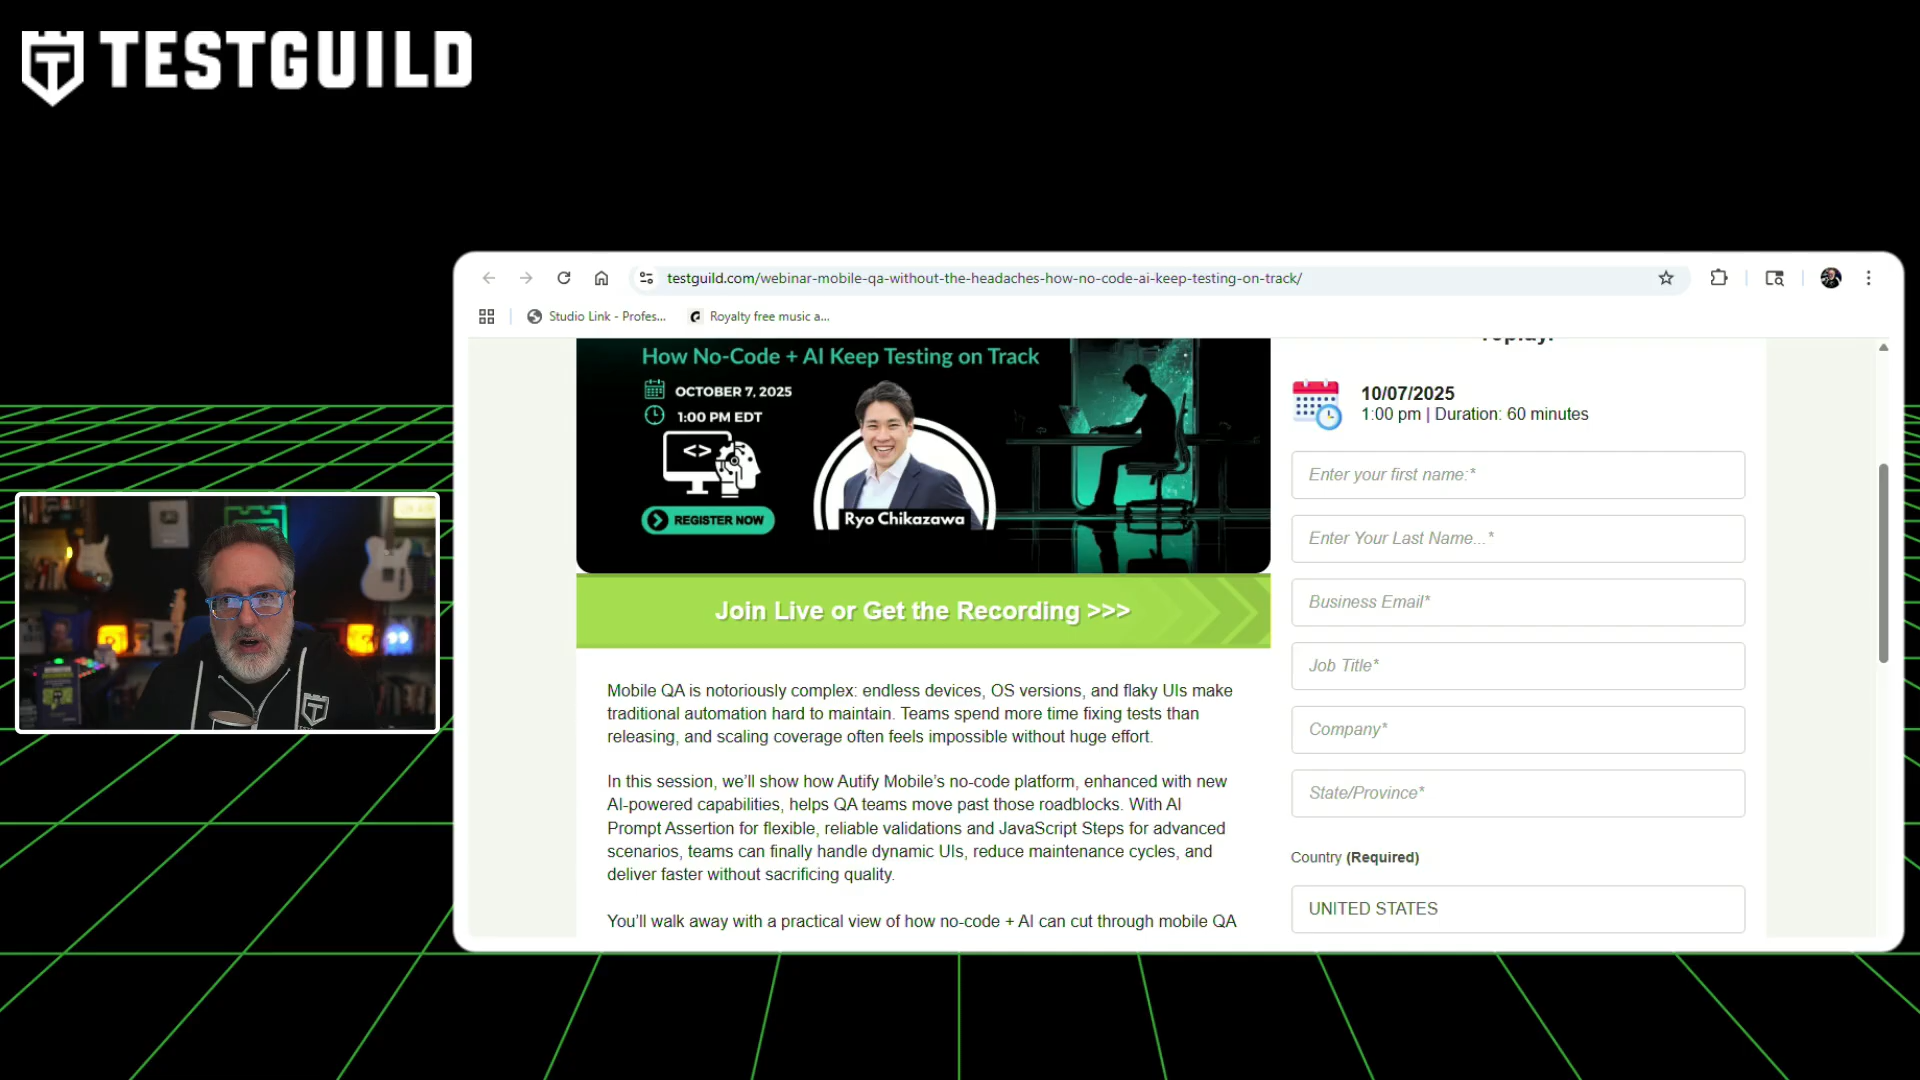 TESTGUILD
testguild.com/webinar-mobile-qa-without-the-headaches-how-no-code-ai-keep-testing-on-track/
Studio Link - Profes...
Royalty free music a...
How No-Code + AI Keep Testing on Track
OCTOBER 7, 2025
1:00 PM EDT
<>
REGISTER NOW
Ryo Chikazawa
Join Live or Get the Recording >>>
Mobile QA is notoriously complex: endless devices, OS versions, and flaky UIs make
traditional automation hard to maintain. Teams spend more time fixing tests than
releasing, and scaling coverage often feels impossible without huge effort.
In this session, we’ll show how Autify Mobile’s no-code platform, enhanced with new
AI-powered capabilities, helps QA teams move past those roadblocks. With AI
Prompt Assertion for flexible, reliable validations and JavaScript Steps for advanced
scenarios, teams can finally handle dynamic UIs, reduce maintenance cycles, and
deliver faster without sacrificing quality.
You’ll walk away with a practical view of how no-code + AI can cut through mobile QA
10/07/2025
1:00 pm | Duration: 60 minutes
Enter your first name:*
Enter Your Last Name...*
Business Email*
Job Title*
Company*
State/Province*
Country (Required)
UNITED STATES